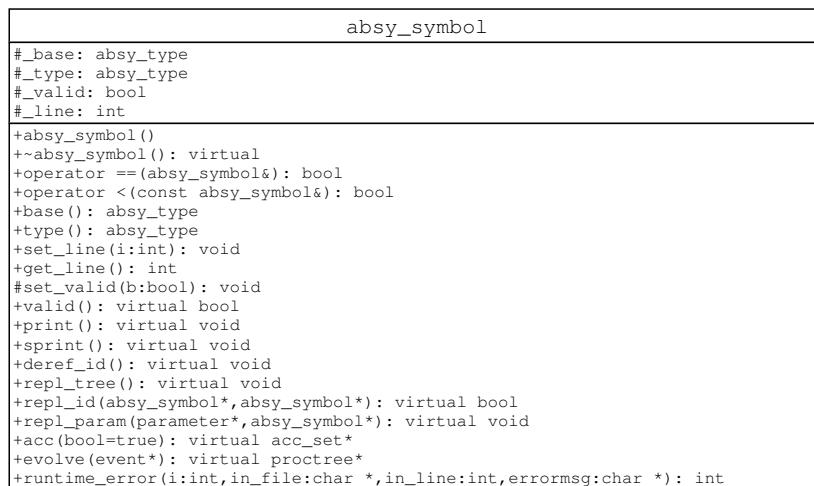 absy_symbol
#_base: absy_type
#_type: absy_type
#_valid: bool
#_line: int
+absy_symbol()
+~absy_symbol(): virtual
+operator ==(absy_symbol&): bool
+operator <(const absy_symbol&): bool
+base(): absy_type
+type(): absy_type
+set_line(i:int): void
+get_line(): int
#set_valid(b:bool): void
+valid(): virtual bool
+print(): virtual void
+sprint(): virtual void
+deref_id(): virtual void
+repl_tree(): virtual void
+repl_id(absy_symbol*,absy_symbol*): virtual bool
+repl_param(parameter*,absy_symbol*): virtual void
+acc(bool=true): virtual acc_set*
+evolve(event*): virtual proctree*
+runtime_error(i:int,in_file:char *,in_line:int,errormsg:char *): int